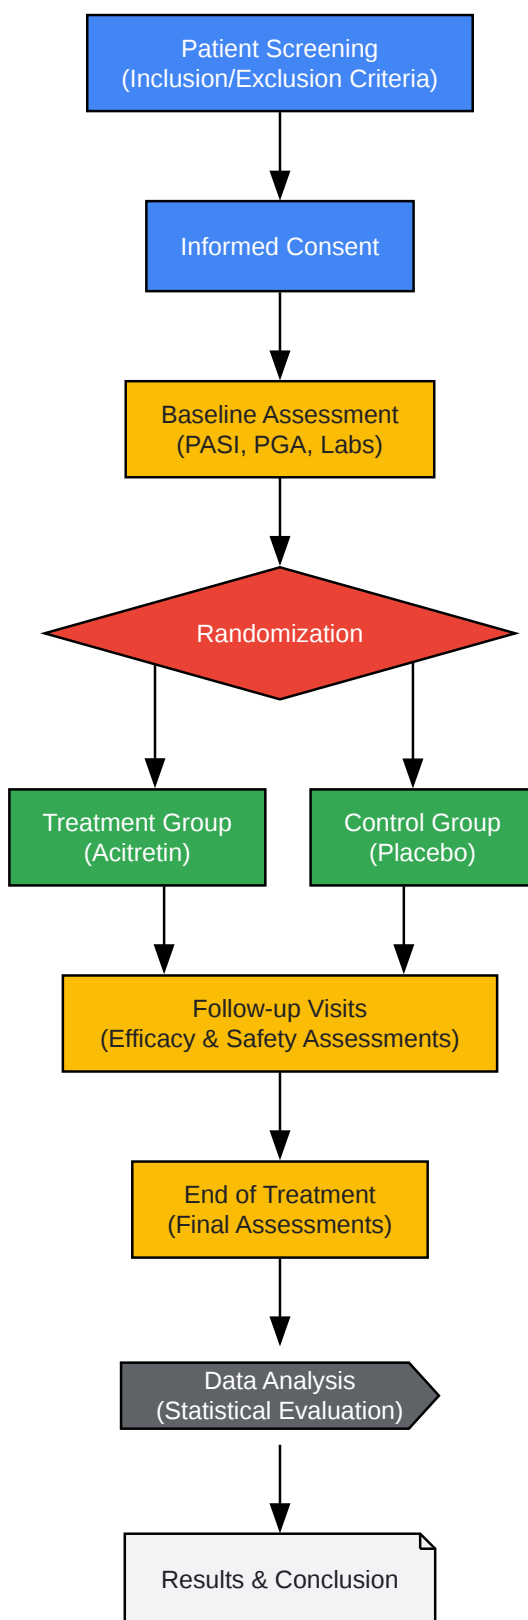 Patient Screening
(Inclusion/Exclusion Criteria)
Informed Consent
Baseline Assessment
(PASI, PGA, Labs)
Randomization
Treatment Group
(Acitretin)
Control Group
(Placebo)
Follow-up Visits
(Efficacy & Safety Assessments)
End of Treatment
(Final Assessments)
Data Analysis
(Statistical Evaluation)
Results & Conclusion